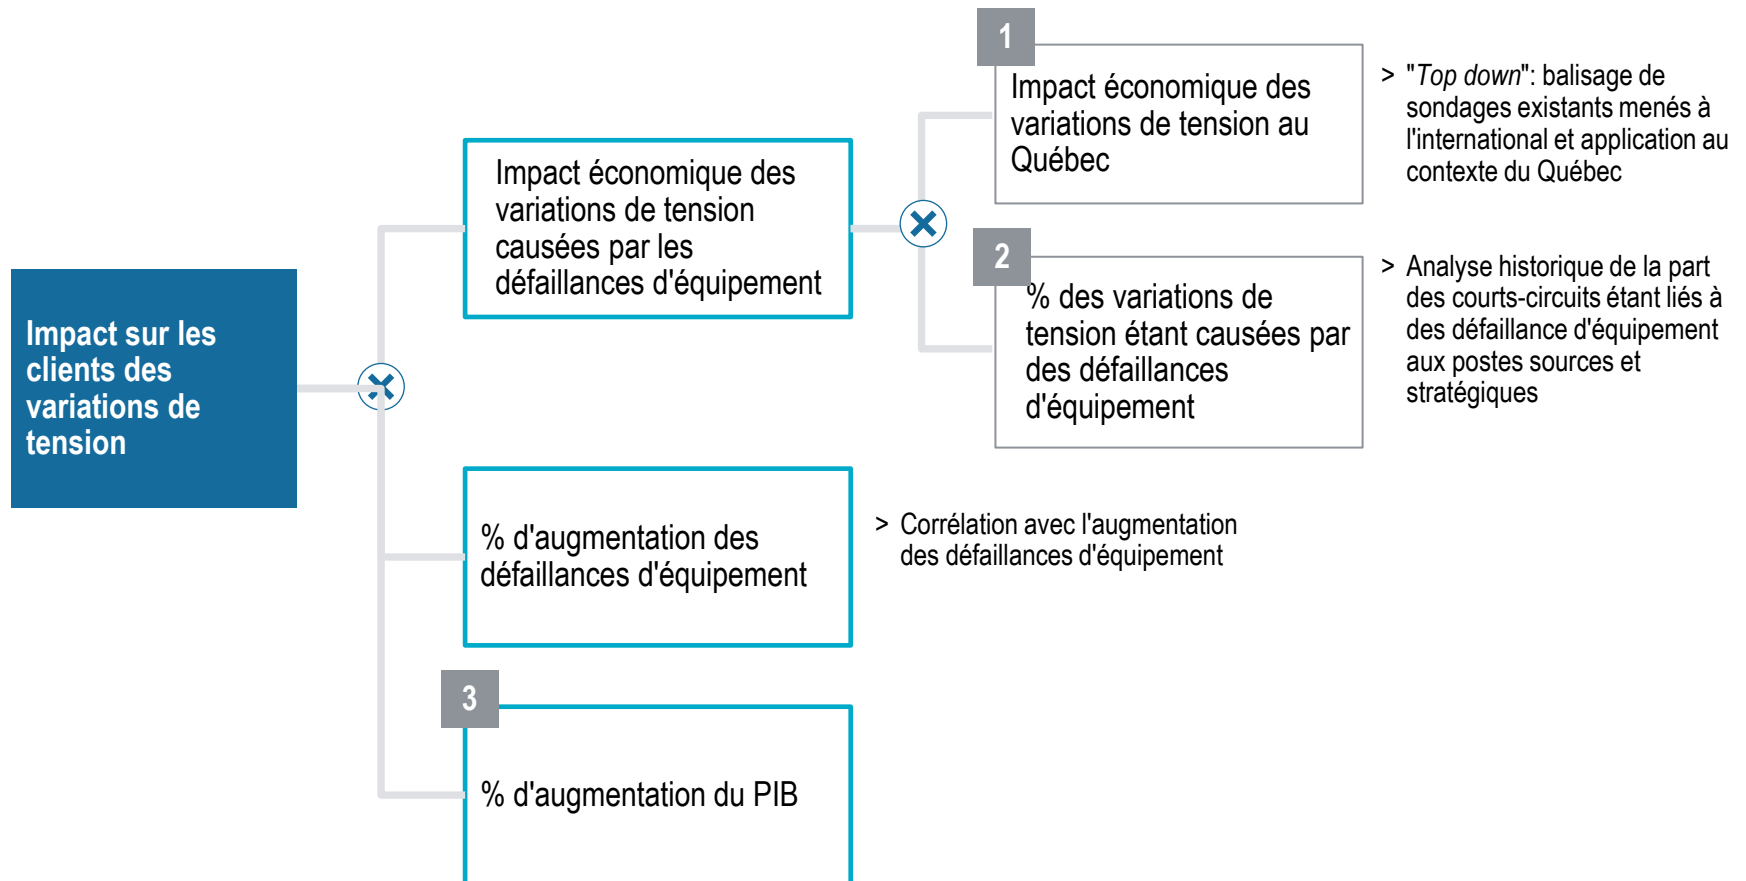 Impact sur les
clients des
variations de
tension
Impact économique des
variations de tension
causées par les
défaillances d'équipement
1
Impact économique des
variations de tension au
Québec
> "Top down": balisage de
sondages existants menés à
l'international et application au
contexte du Québec
2
% des variations de
tension étant causées par
des défaillances
d'équipement
> Analyse historique de la part
des courts-circuits étant liés à
des défaillance d'équipement
aux postes sources et
stratégiques
% d'augmentation des
défaillances d'équipement
> Corrélation avec l'augmentation
des défaillances d'équipement
3
% d'augmentation du PIB